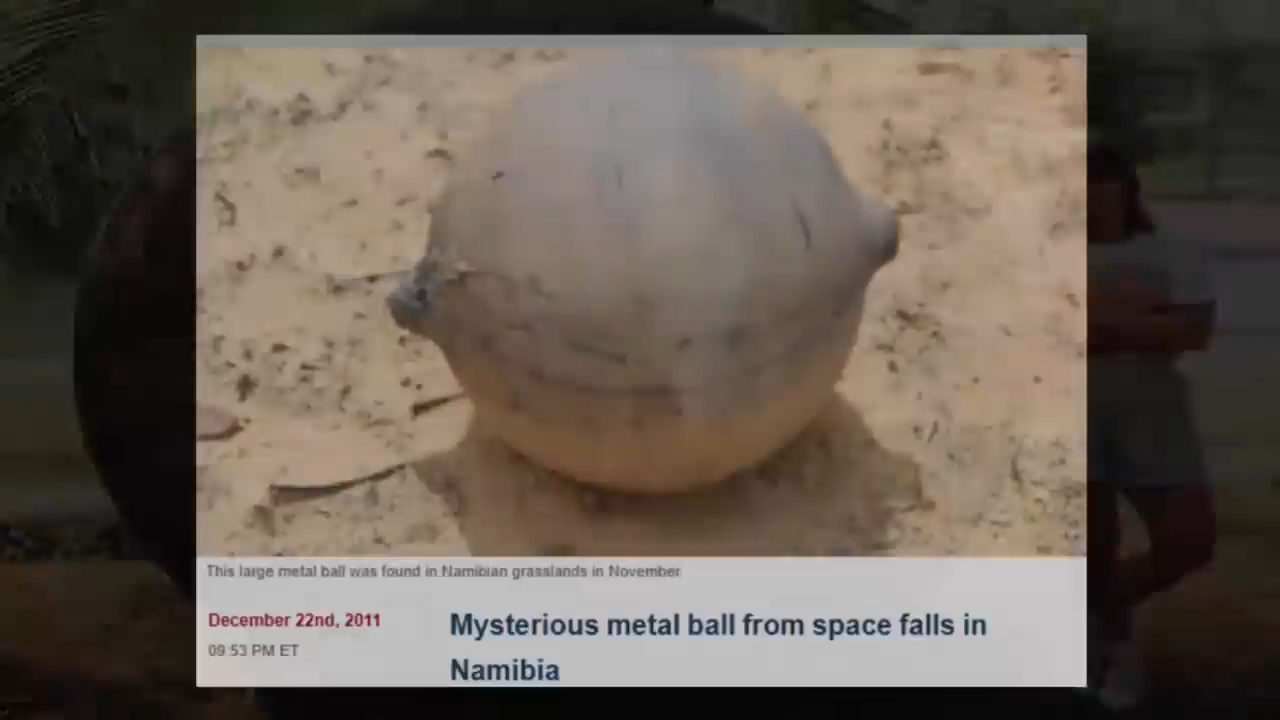 This large metal ball was found in Namibian grasslands in November
December 22nd, 2011
09:53 PM ET
Mysterious metal ball from space falls in
Namibia